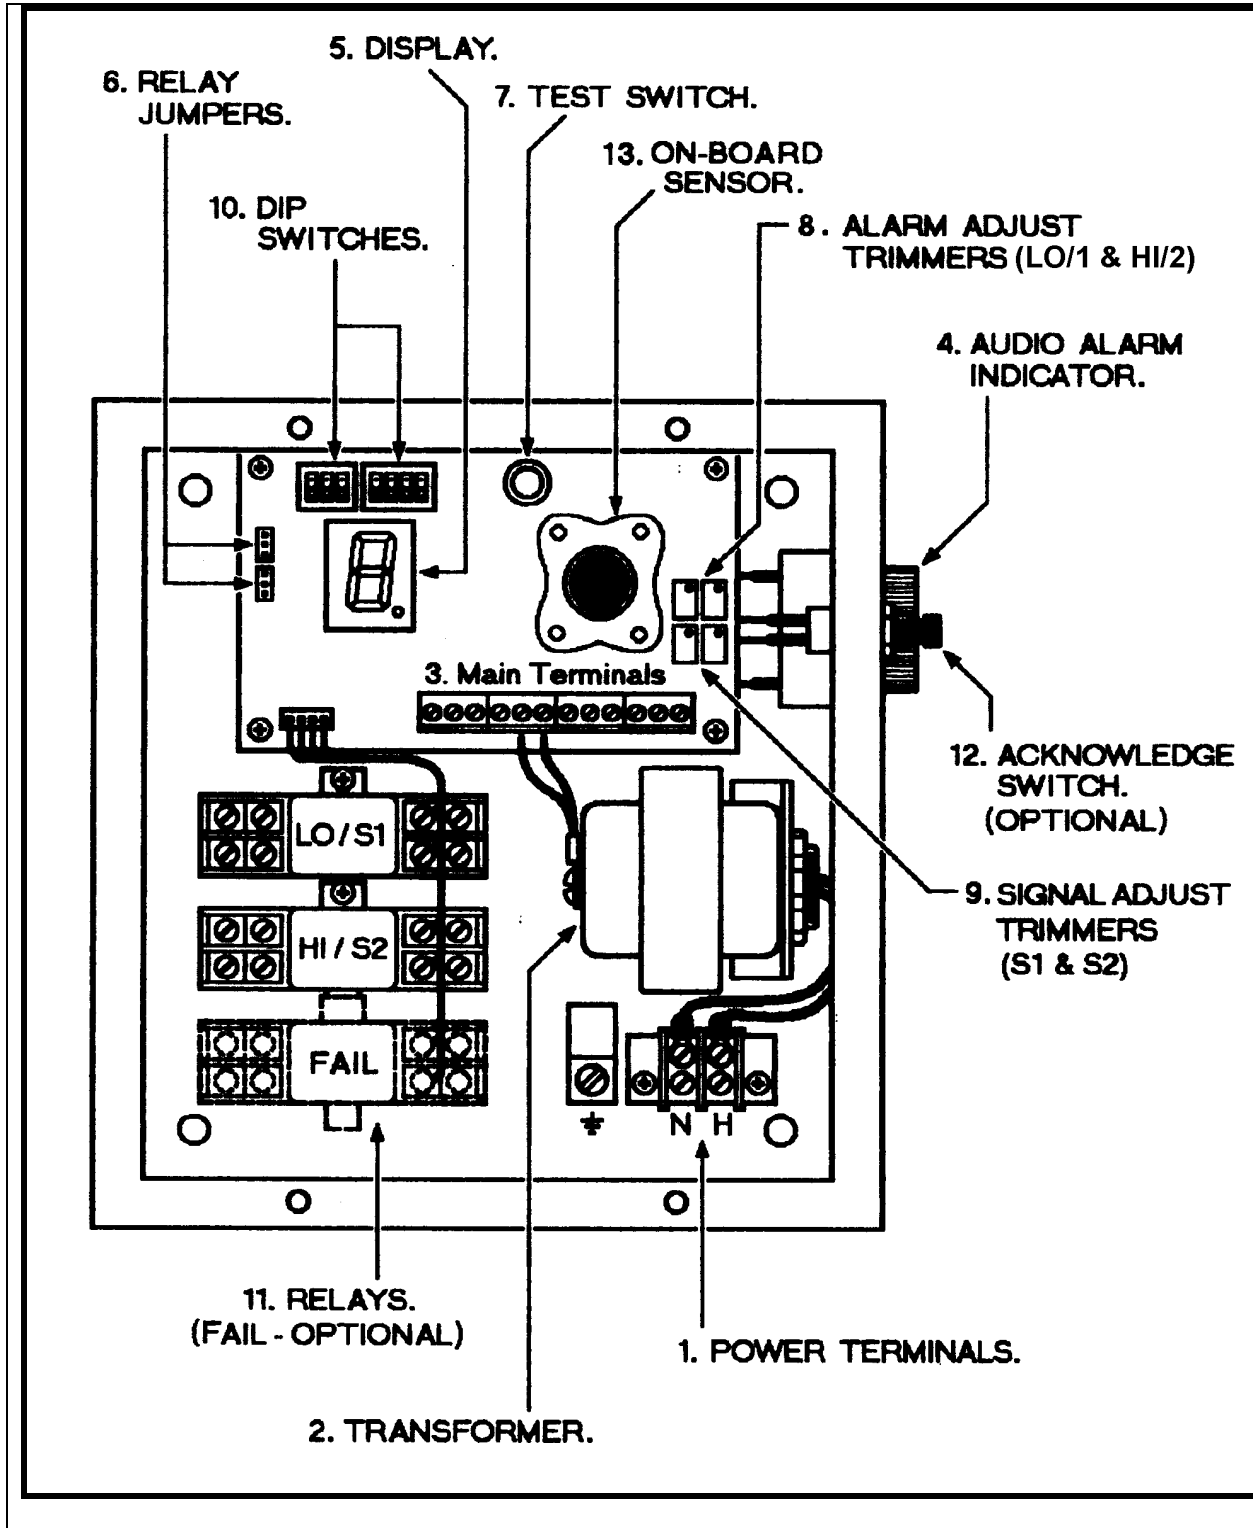 5. DISPLAY.
6. RELAY
JUMPERS.
7. TEST SWITCH.
13. ON-BOARD
SENSOR.
10. DIP
SWITCHES.
8. ALARM ADJUST
TRIMMERS (LO/1 & HI/2)
4. AUDIO ALARM
INDICATOR.
3. Main Terminals
12. ACKNOWLEDGE
SWITCH.
(OPTIONAL)
LO / S1
9. SIGNAL ADJUST
TRIMMERS
(S1 & S2)
HI / S2
FAIL
N H
11. RELAYS.
(FAIL - OPTIONAL)
1. POWER TERMINALS.
2. TRANSFORMER.